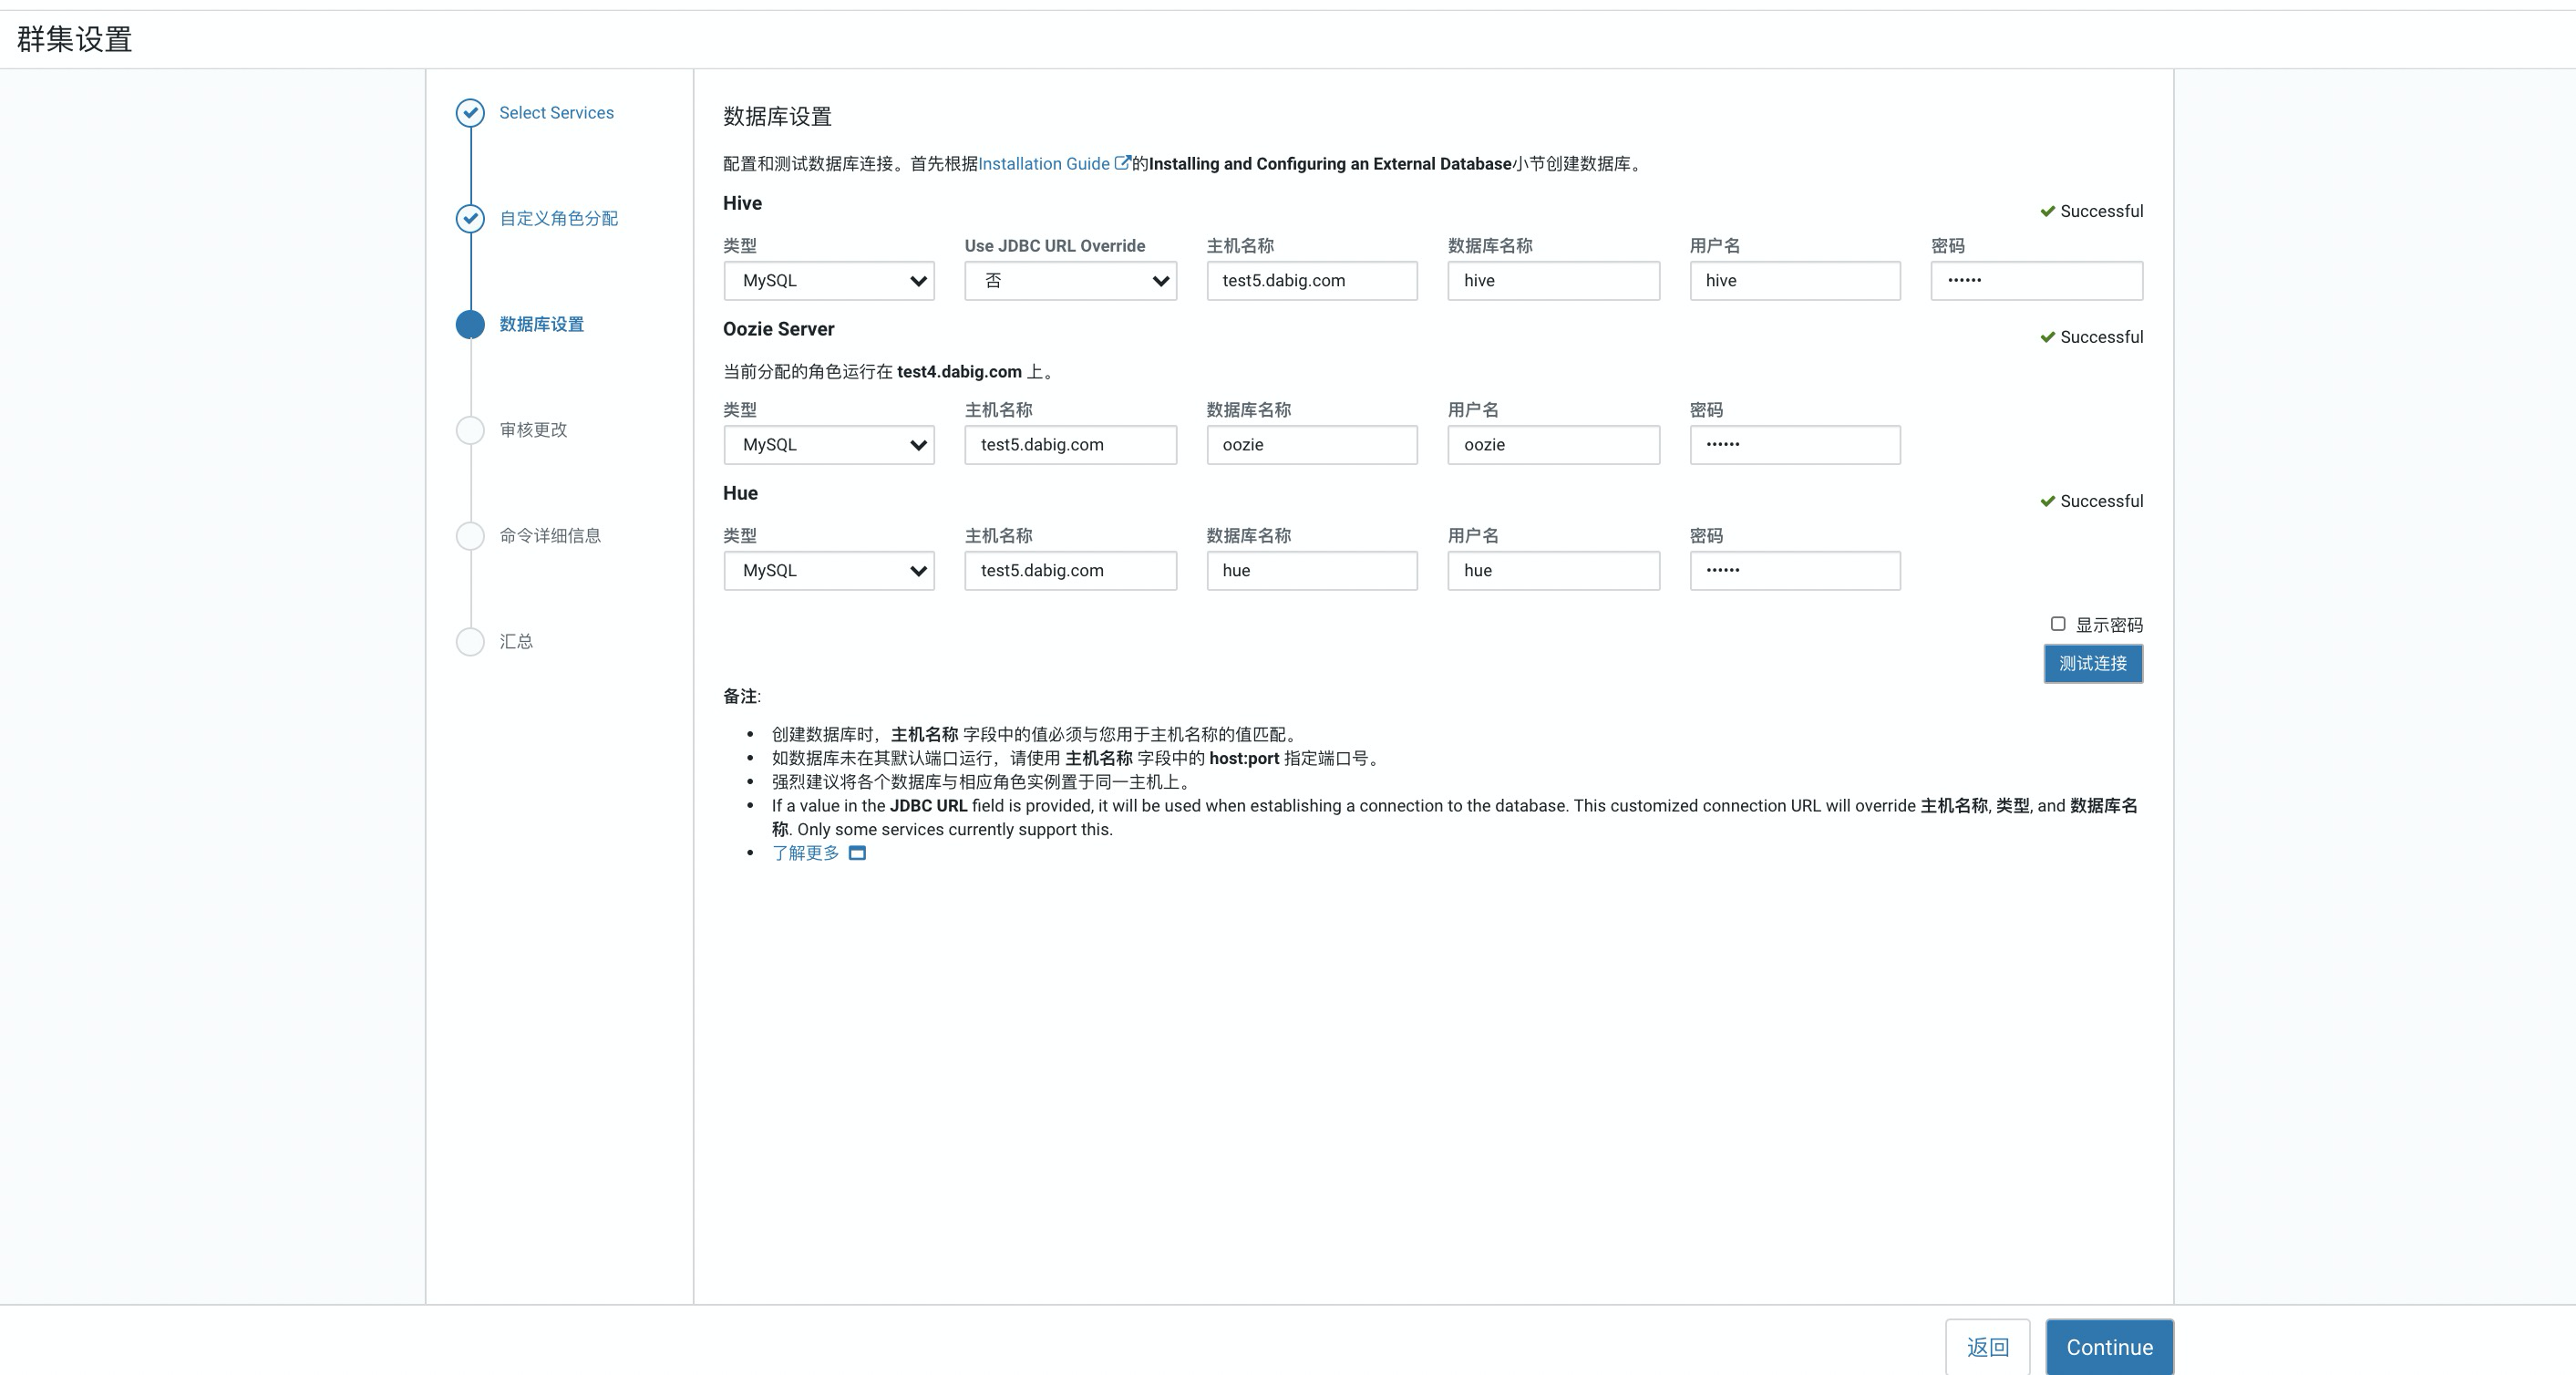 群集设置
Select Services
自定义角色分配
数据库设置
审核更改
命令详细信息
汇总
数据库设置
配置和测试数据库连接。首先根据Installation Guide的Installing and Configuring an External Database小节创建数据库。
Hive
Successful
类型 Use JDBC URL Override 主机名称 数据库名称 用户名 密码
MySQL 否 test5.dabig.com hive hive ••••••
Oozie Server
Successful
当前分配的角色运行在 test4.dabig.com 上。
类型 主机名称 数据库名称 用户名 密码
MySQL test5.dabig.com oozie oozie ••••••
Hue
Successful
类型 主机名称 数据库名称 用户名 密码
MySQL test5.dabig.com hue hue ••••••
显示密码
测试连接
备注:
• 创建数据库时，主机名称 字段中的值必须与您用于主机名称的值匹配。
• 如数据库未在其默认端口运行，请使用 主机名称 字段中的 host:port 指定端口号。
• 强烈建议将各个数据库与相应角色实例置于同一主机上。
• If a value in the JDBC URL field is provided, it will be used when establishing a connection to the database. This customized connection URL will override 主机名称, 类型, and 数据库名
称. Only some services currently support this.
• 了解更多
返回 Continue